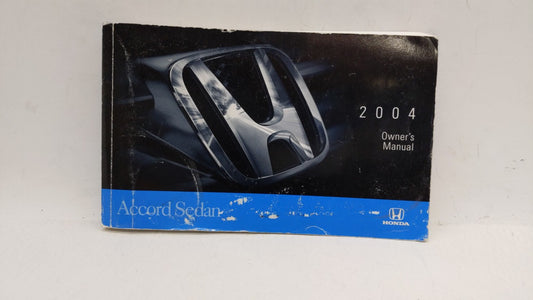 2004
Owner's
Manual
Accord Sedan
HONDA